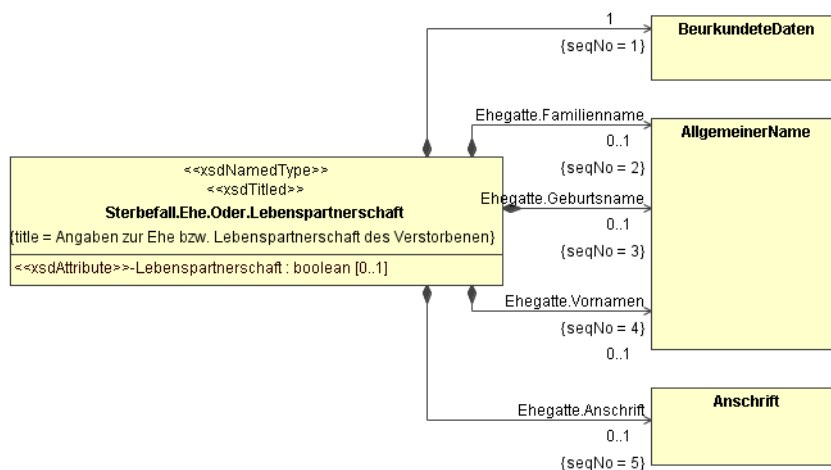 1
BeurkundeteDaten
{seqNo = 1}
Ehegatte.Familienname
0..1
AllgemeinerName
{seqNo = 2}
<<xsdNamedType>>
<<xsdTitled>>
Sterbefall.Ehe.Oder.Lebenspartnerschaft
{title = Angaben zur Ehe bzw. Lebenspartnerschaft des Verstorbenen}
<<xsdAttribute>>-Lebenspartnerschaft : boolean [0..1]
Ehegatte.Geburtsname
0..1
{seqNo = 3}
Ehegatte.Vornamen
{seqNo = 4}
0..1
Anschrift
Ehegatte.Anschrift
0..1
{seqNo = 5}